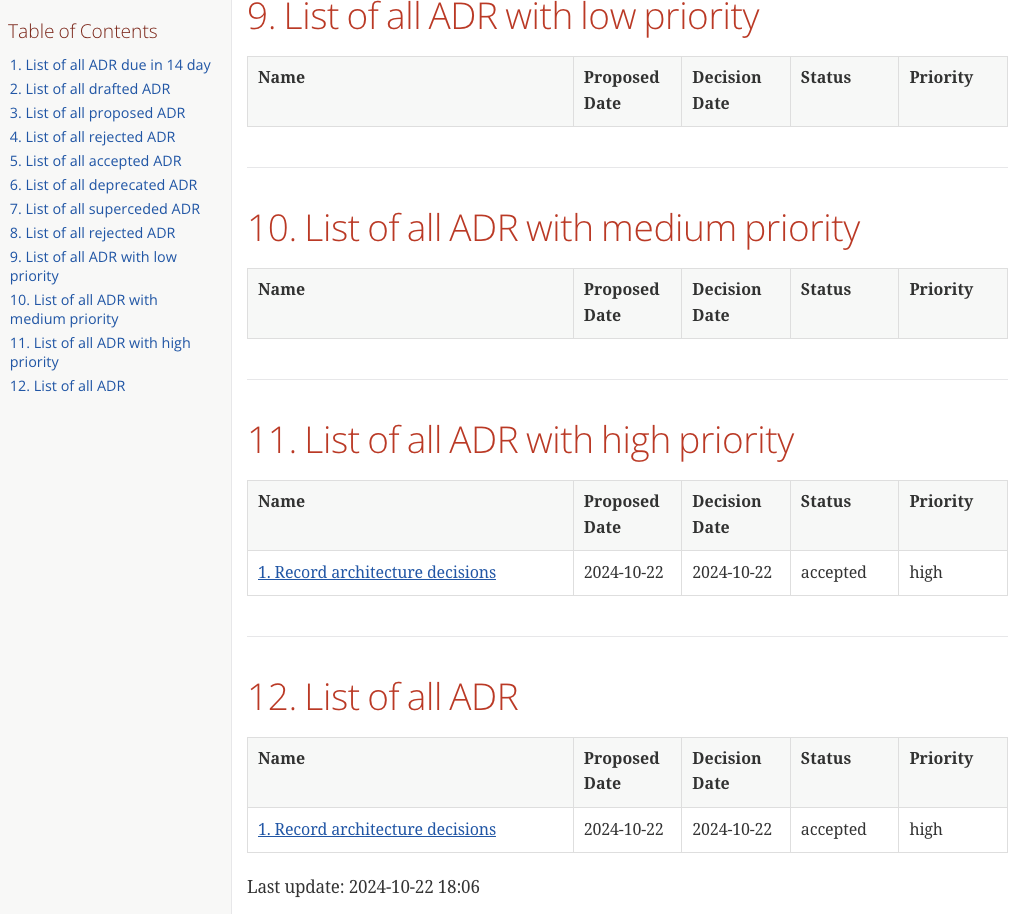 Table of Contents
1. List of all ADR due in 14 day
2. List of all drafted ADR
3. List of all proposed ADR
4. List of all rejected ADR
5. List of all accepted ADR
6. List of all deprecated ADR
7. List of all superceded ADR
8. List of all rejected ADR
9. List of all ADR with low
priority
10. List of all ADR with
medium priority
11. List of all ADR with high
priority
12. List of all ADR
9. List of all ADR with low priority
Name Proposed Date Decision Date Status Priority
10. List of all ADR with medium priority
Name Proposed Date Decision Date Status Priority
11. List of all ADR with high priority
Name Proposed Date Decision Date Status Priority
1. Record architecture decisions 2024-10-22 2024-10-22 accepted high
12. List of all ADR
Name Proposed Date Decision Date Status Priority
1. Record architecture decisions 2024-10-22 2024-10-22 accepted high
Last update: 2024-10-22 18:06